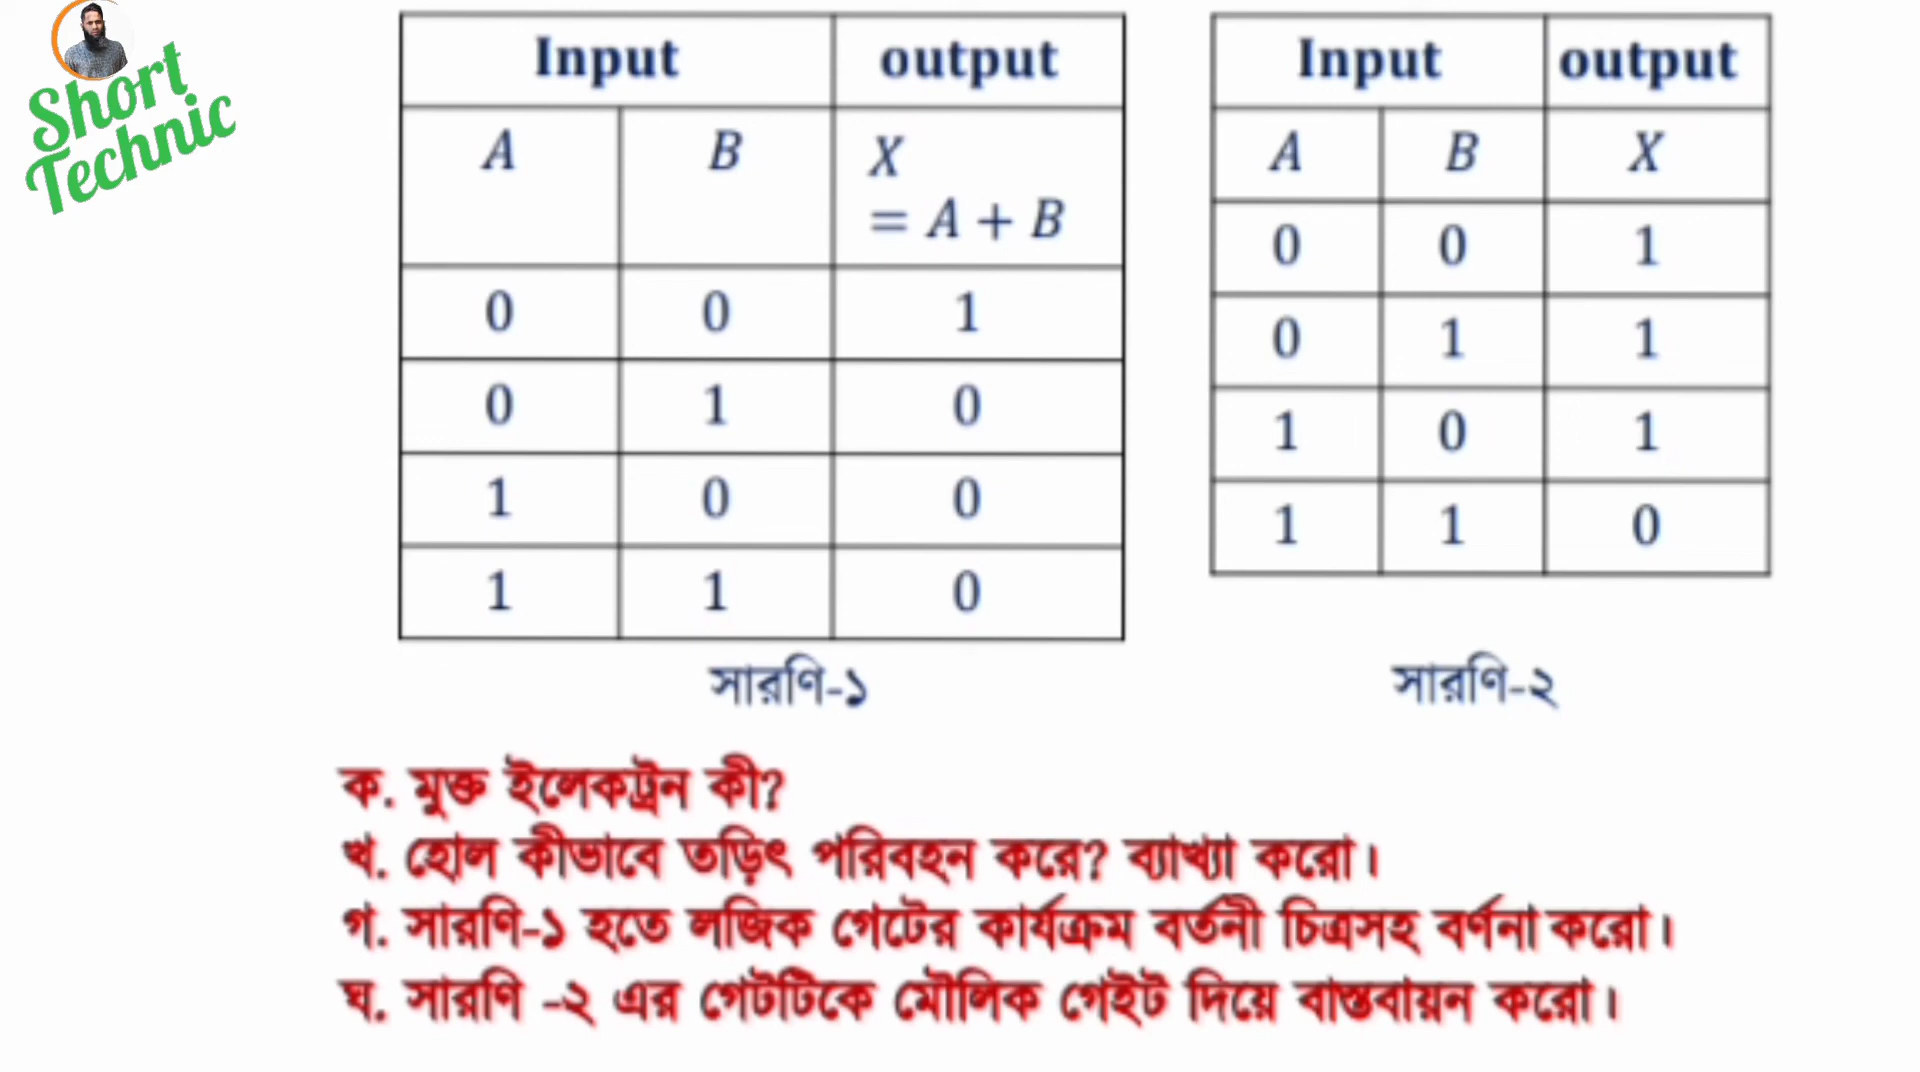 Short
Technic
Input output
A B X
= A + B
0 0 1
0 1 0
1 0 0
1 1 0
সারণি-১
Input output
A B X
0 0 1
0 1 1
1 0 1
1 1 0
সারণি-২
ক. মুক্ত ইলেকট্রন কী?
খ. হোল কীভাবে তড়িৎ পরিবহন করে? ব্যাখ্যা করো।
গ. সারণি-১ হতে লজিক গেটের কার্যক্রম বর্তনী চিত্রসহ বর্ণনা করো।
ঘ. সারণি -২ এর গেটটিকে মৌলিক গেইট দিয়ে বাস্তবায়ন করো।